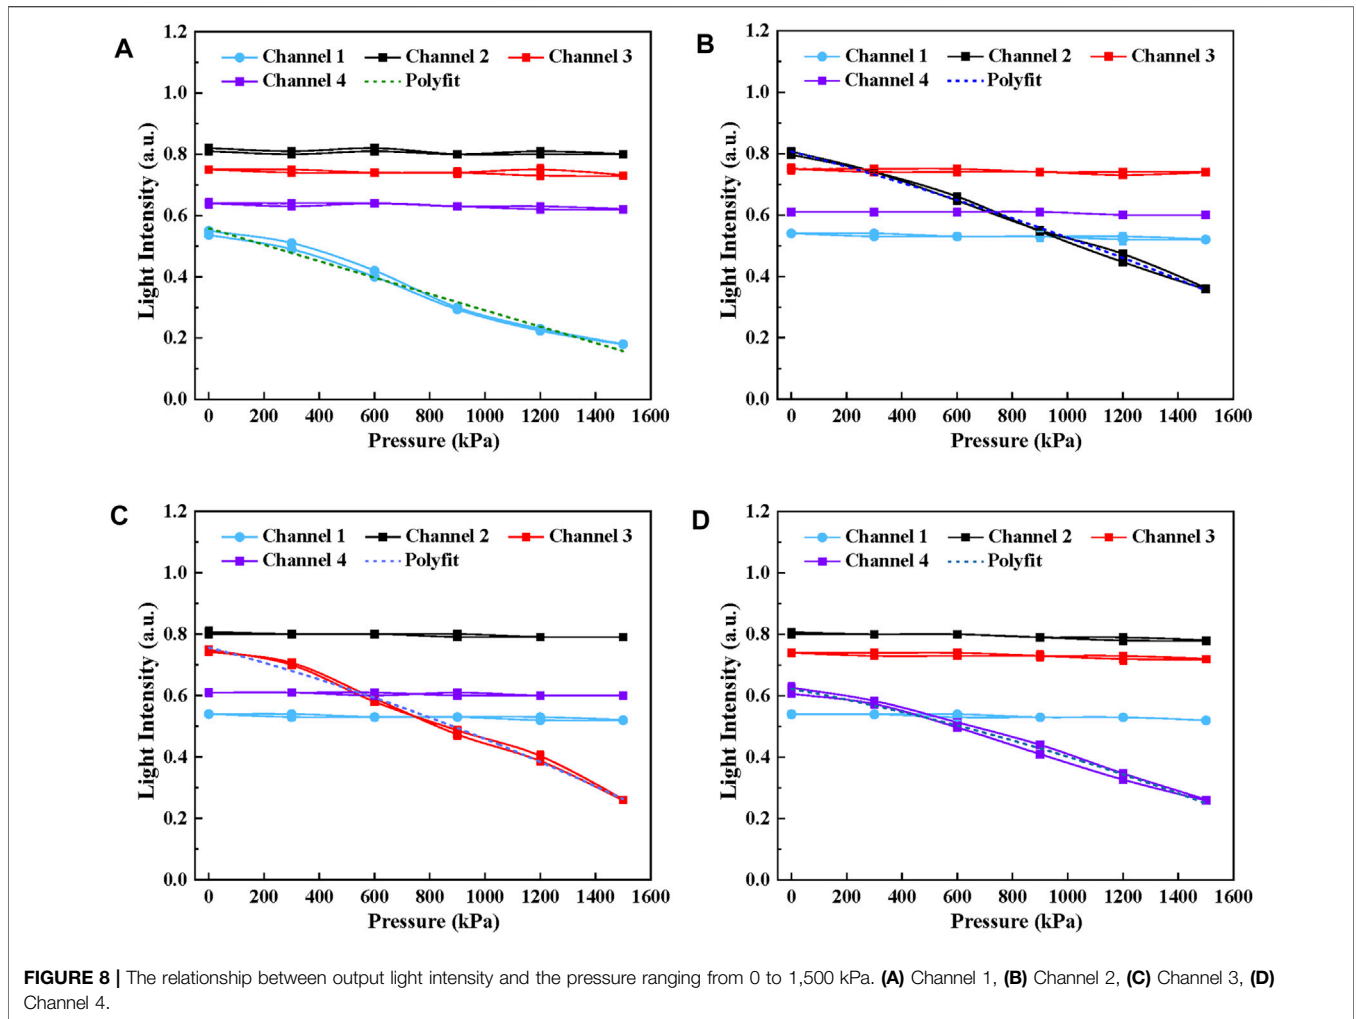 A
Channel 1 Channel 2 Channel 3
Channel 4 Polyfit
Light Intensity (a.u.)
1.2
1.0
0.8
0.6
0.4
0.2
0.0
0 200 400 600 800 1000 1200 1400 1600
Pressure (kPa)
B
Channel 1 Channel 2 Channel 3
Channel 4 Polyfit
Light Intensity (a.u.)
1.2
1.0
0.8
0.6
0.4
0.2
0.0
0 200 400 600 800 1000 1200 1400 1600
Pressure (kPa)
C
Channel 1 Channel 2 Channel 3
Channel 4 Polyfit
Light Intensity (a.u.)
1.2
1.0
0.8
0.6
0.4
0.2
0.0
0 200 400 600 800 1000 1200 1400 1600
Pressure (kPa)
D
Channel 1 Channel 2 Channel 3
Channel 4 Polyfit
Light Intensity (a.u.)
1.2
1.0
0.8
0.6
0.4
0.2
0.0
0 200 400 600 800 1000 1200 1400 1600
Pressure (kPa)
FIGURE 8 | The relationship between output light intensity and the pressure ranging from 0 to 1,500 kPa. (A) Channel 1, (B) Channel 2, (C) Channel 3, (D)
Channel 4.